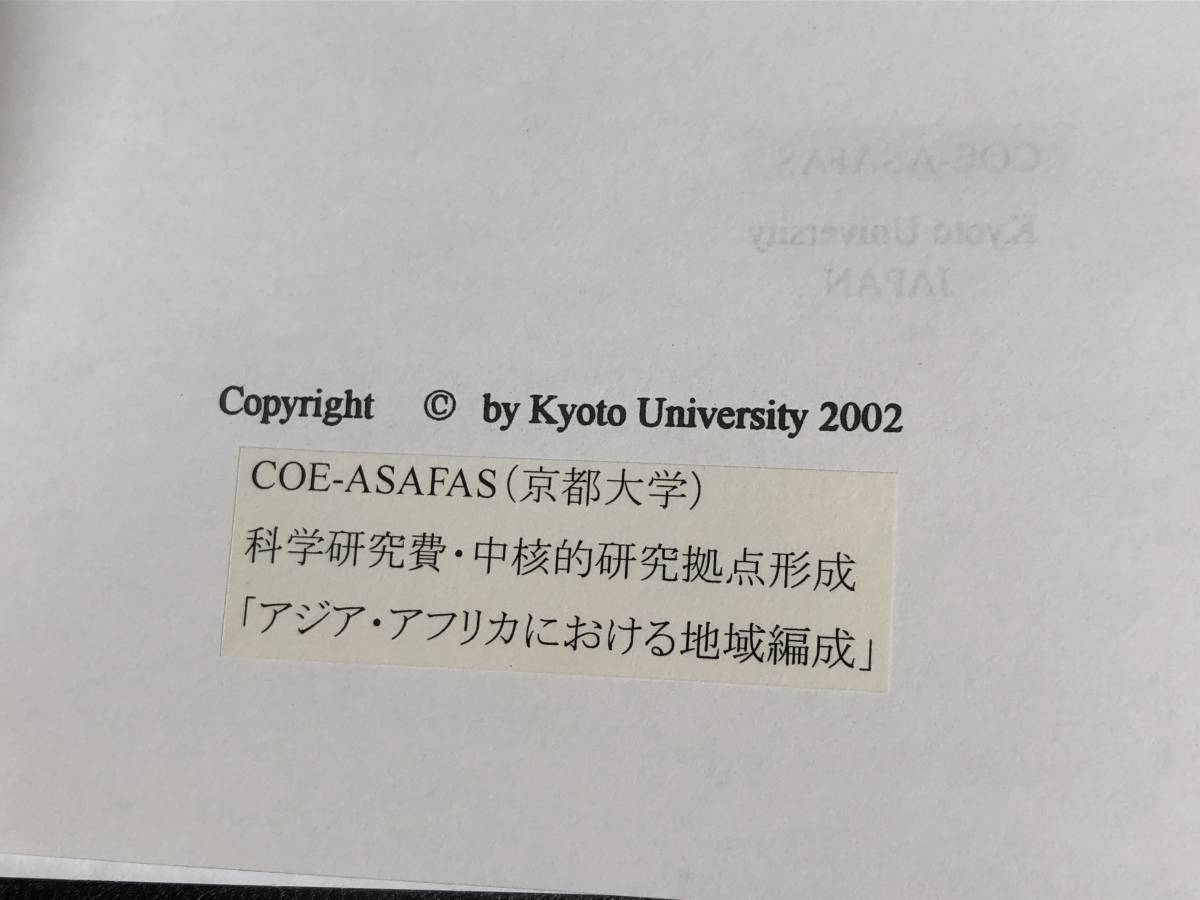 COE-ASAFAS
Kyoto University
JAPAN
Copyright © by Kyoto University 2002
COE-ASAFAS（京都大学）
科学研究費・中核的研究拠点形成
「アジア・アフリカにおける地域編成」